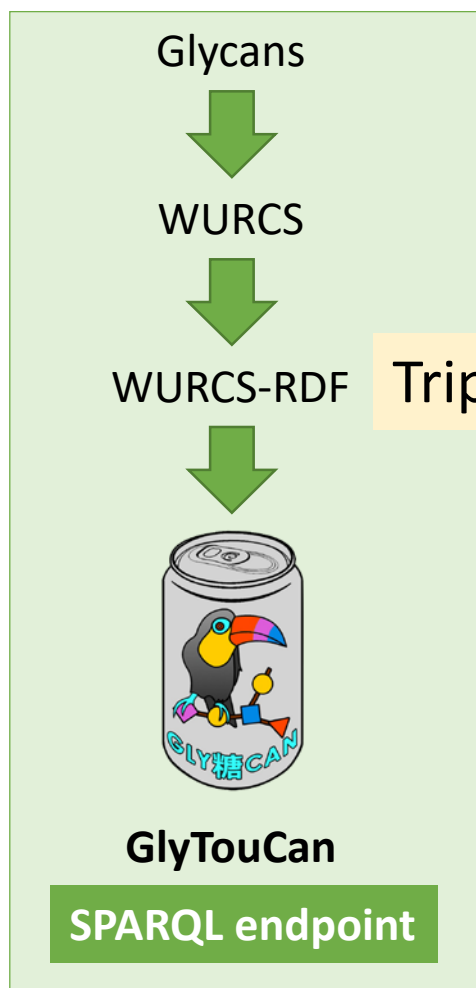 Glycans
WURCS
WURCS-RDF
Trip
GLY糖CAN
GlyTouCan
SPARQL endpoint